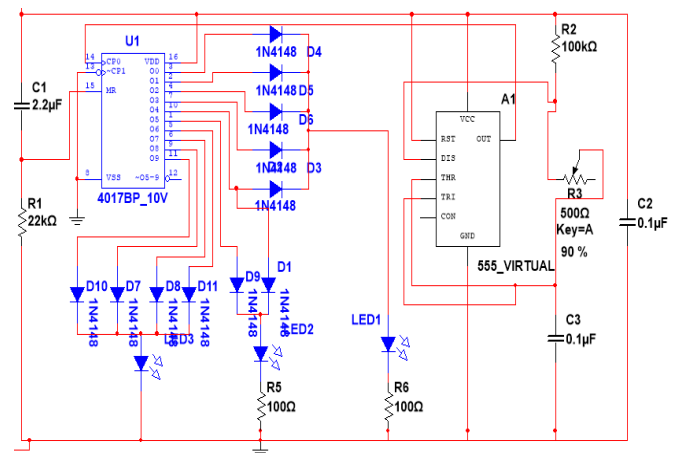 U1
C1
2.2µF
R1
22kΩ
14
13
15
8
CP0
~CP1
MR
VSS
VDD
O0
O1
O2
O3
O4
O5
O6
O7
O8
O9
~O5-9
16
3
2
4
7
10
1
5
6
9
11
12
4017BP_10V
D4
1N4148
D5
1N4148
D6
1N4148
D3
1N4148
1N4148
A1
VCC
RST
OUT
DIS
THR
TRI
CON
GND
555_VIRTUAL
R2
100kΩ
R3
500Ω
Key=A
90 %
C2
0.1µF
C3
0.1µF
D10
1N4148
D7
1N4148
D8
1N4148
D11
1N4148
D9
1N4148
D1
1N4148
LED3
LED2
LED1
R5
100Ω
R6
100Ω